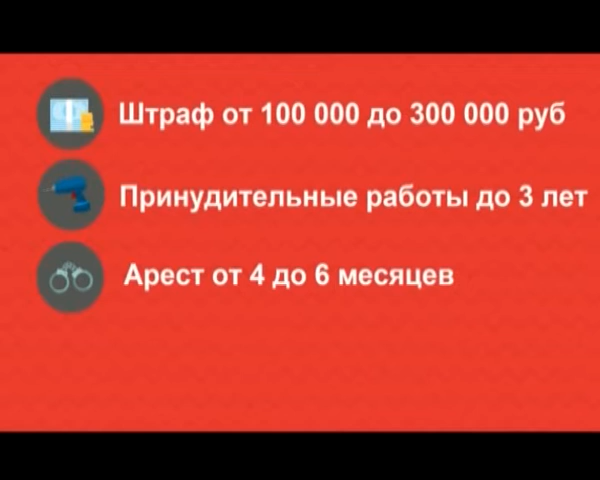 Штраф от 100 000 до 300 000 руб
Принудительные работы до 3 лет
Арест от 4 до 6 месяцев